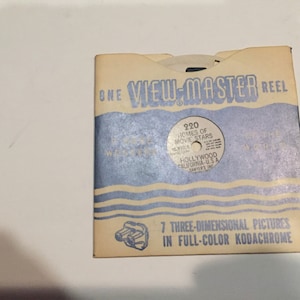 ONE VIEW-MASTER REEL
220
HOMES OF
MOVIE STARS
HOLLYWOOD
CALIFORNIA, U.S.A.
7 THREE-DIMENSIONAL PICTURES
IN FULL-COLOR KODACHROME